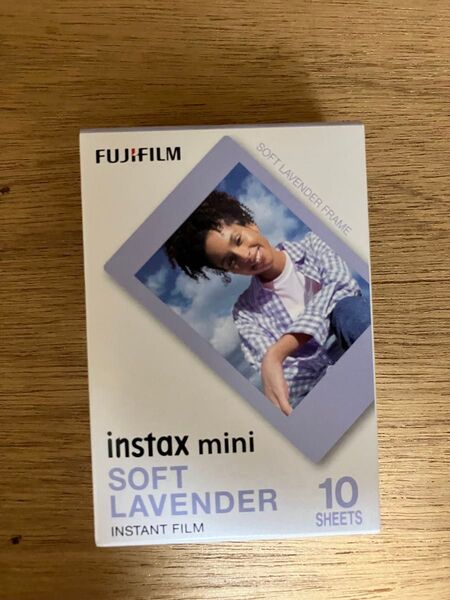 FUJIFILM
SOFT LAVENDER FRAME
instax mini
SOFT
LAVENDER
INSTANT FILM
10
SHEETS